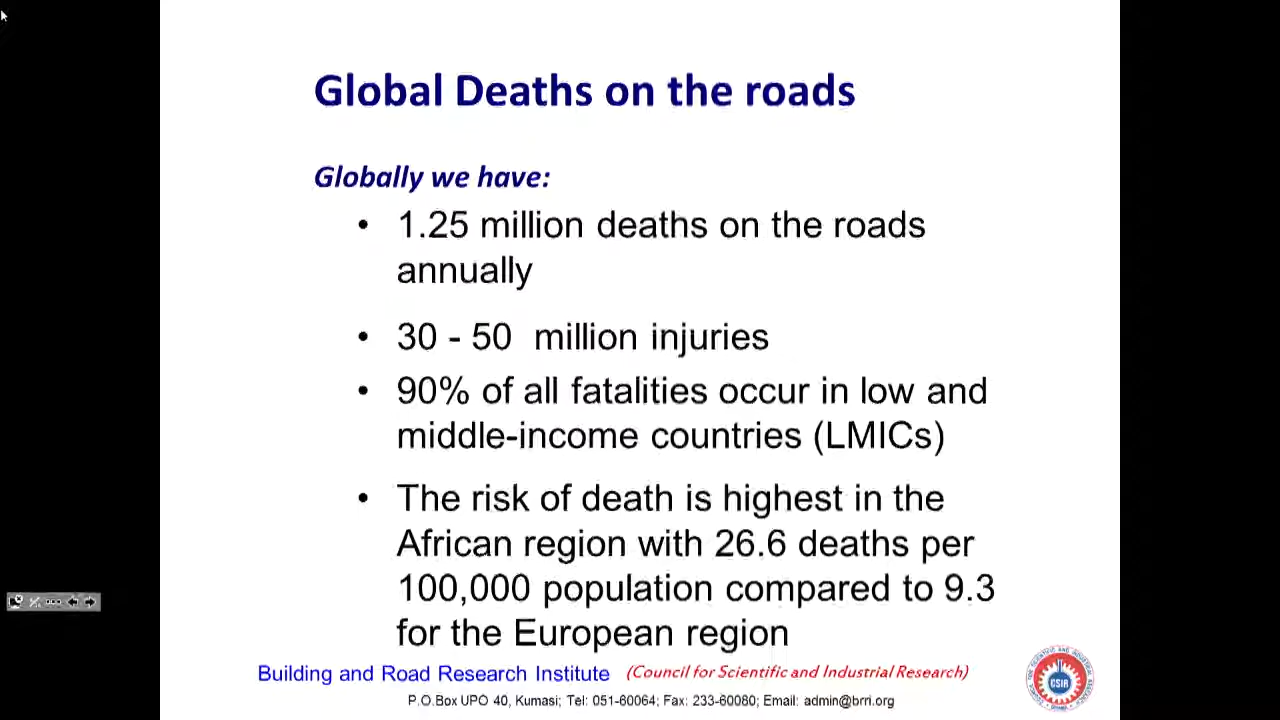 Global Deaths on the roads
Globally we have:
• 1.25 million deaths on the roads
annually
• 30 - 50 million injuries
• 90% of all fatalities occur in low and
middle-income countries (LMICs)
• The risk of death is highest in the
African region with 26.6 deaths per
100,000 population compared to 9.3
for the European region
Building and Road Research Institute (Council for Scientific and Industrial Research)
P.O.Box UPO 40, Kumasi; Tel: 051-60064; Fax: 233-60080; Email: admin@brri.org
CSIR